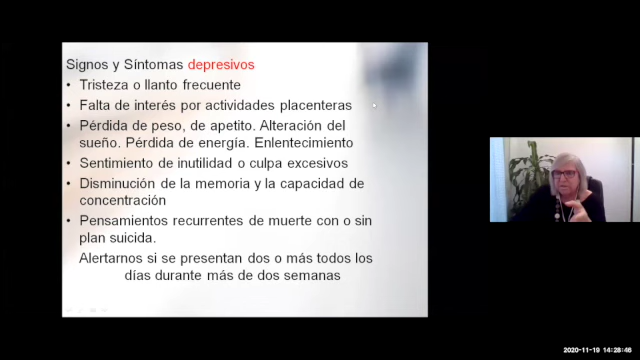 Signos y Síntomas depresivos
• Tristeza o llanto frecuente
• Falta de interés por actividades placenteras
• Pérdida de peso, de apetito. Alteración del
sueño. Pérdida de energía. Enlentecimiento
• Sentimiento de inutilidad o culpa excesivos
• Disminución de la memoria y la capacidad de
concentración
• Pensamientos recurrentes de muerte con o sin
plan suicida.
Alertarnos si se presentan dos o más todos los
días durante más de dos semanas
2020-11-19 14:28:46